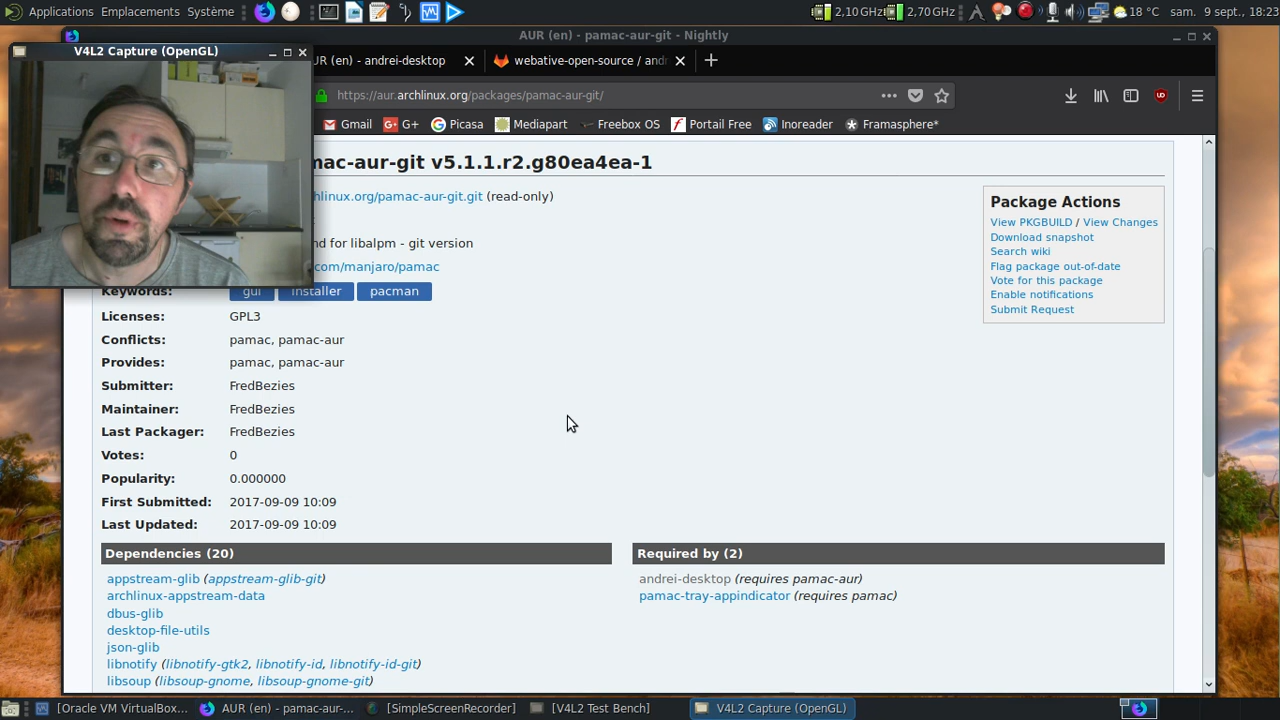 Applications Emplacements Système
2,10 GHz 2,70 GHz 18 °C sam. 9 sept., 18:23
AUR (en) - pamac-aur-git - Nightly
V4L2 Capture (OpenGL)
UR (en) - andrei-desktop
webative-open-source / andr
https://aur.archlinux.org/packages/pamac-aur-git/
Gmail G+ Picasa Mediapart Freebox OS Portail Free Inoreader Framasphere*
mac-aur-git v5.1.1.r2.g80ea4ea-1
hlinux.org/pamac-aur-git.git (read-only)
nd for libalpm - git version
com/manjaro/pamac
Keywords: gui installer pacman
Licenses: GPL3
Conflicts: pamac, pamac-aur
Provides: pamac, pamac-aur
Submitter: FredBezies
Maintainer: FredBezies
Last Packager: FredBezies
Votes: 0
Popularity: 0.000000
First Submitted: 2017-09-09 10:09
Last Updated: 2017-09-09 10:09
Package Actions
View PKGBUILD / View Changes
Download snapshot
Search wiki
Flag package out-of-date
Vote for this package
Enable notifications
Submit Request
Dependencies (20)
appstream-glib (appstream-glib-git)
archlinux-appstream-data
dbus-glib
desktop-file-utils
json-glib
libnotify (libnotify-gtk2, libnotify-id, libnotify-id-git)
libsoup (libsoup-gnome, libsoup-gnome-git)
Required by (2)
andrei-desktop (requires pamac-aur)
pamac-tray-appindicator (requires pamac)
[Oracle VM VirtualBox... AUR (en) - pamac-aur-... [SimpleScreenRecorder] [V4L2 Test Bench] V4L2 Capture (OpenGL)